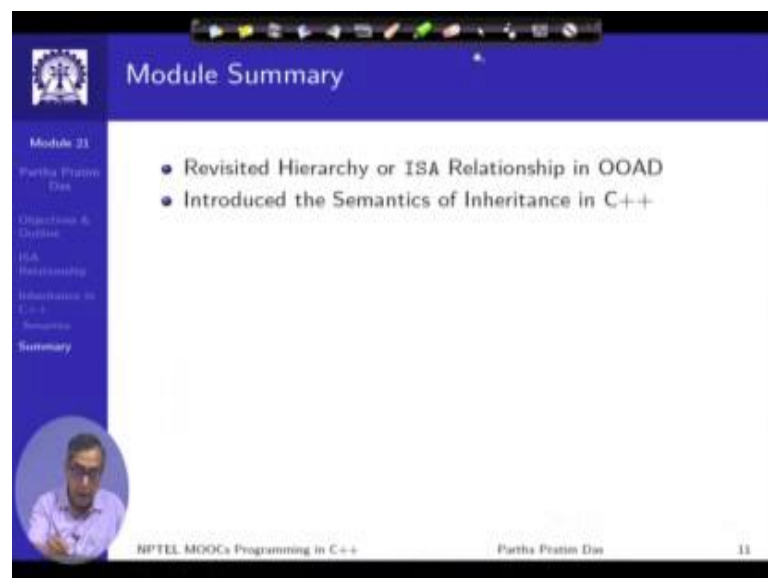 Module Summary
Module 21
Partha Pratim
Das
Objectives &
Outline
ISA
Relationship
Inheritance in
C++
Semantics
Summary
• Revisited Hierarchy or ISA Relationship in OOAD
• Introduced the Semantics of Inheritance in C++
NPTEL MOOCs Programming in C++
Partha Pratim Das
11